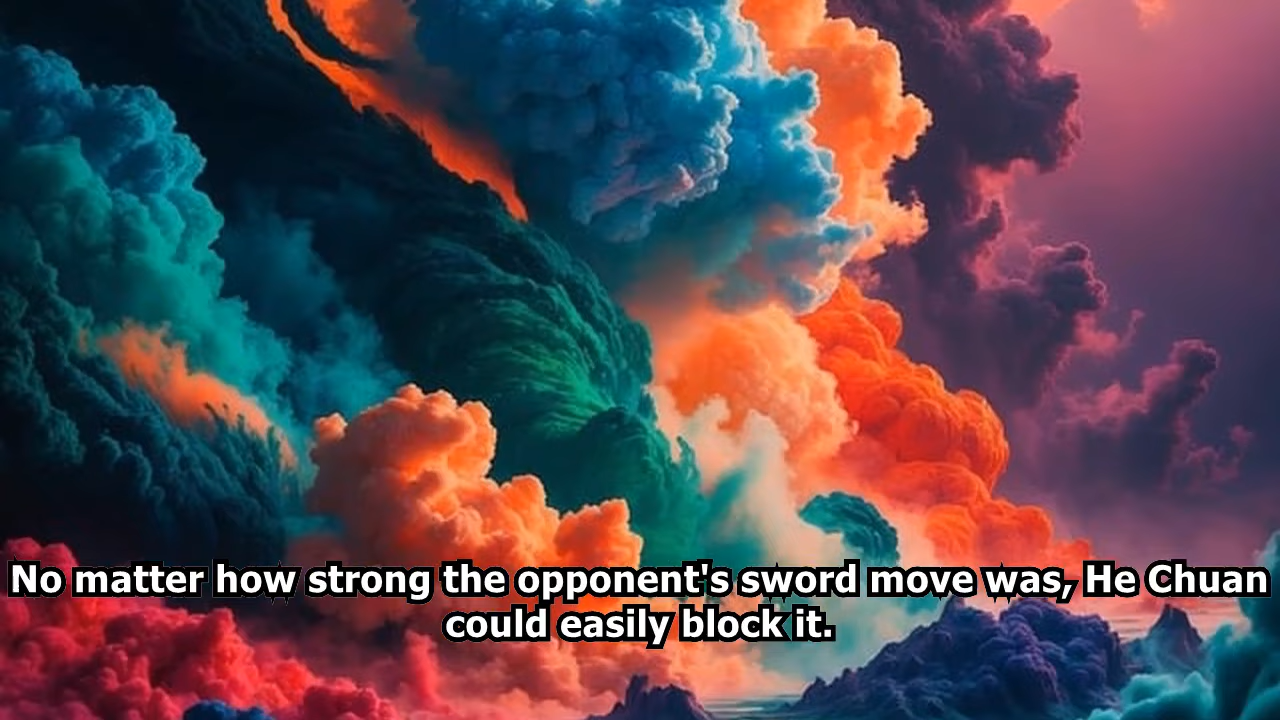 No matter how strong the opponent's sword move was, He Chuan
could easily block it.